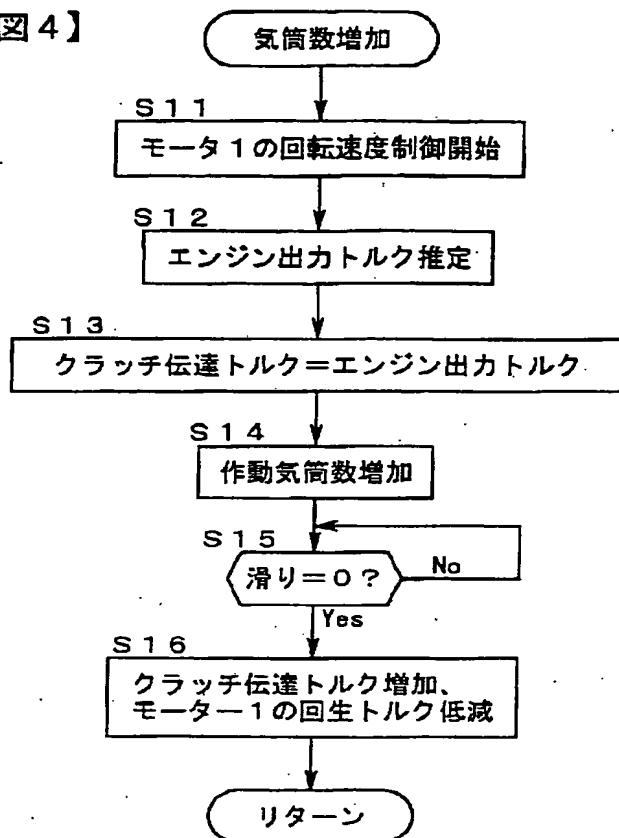 図4】
気筒数増加
S11
モータ1の回転速度制御開始
S12
エンジン出力トルク推定
S13
クラッチ伝達トルク=エンジン出力トルク
S14
作動気筒数増加
S15
滑り=0?
No
Yes
S16
クラッチ伝達トルク増加、
モーター1の回生トルク低減
リターン